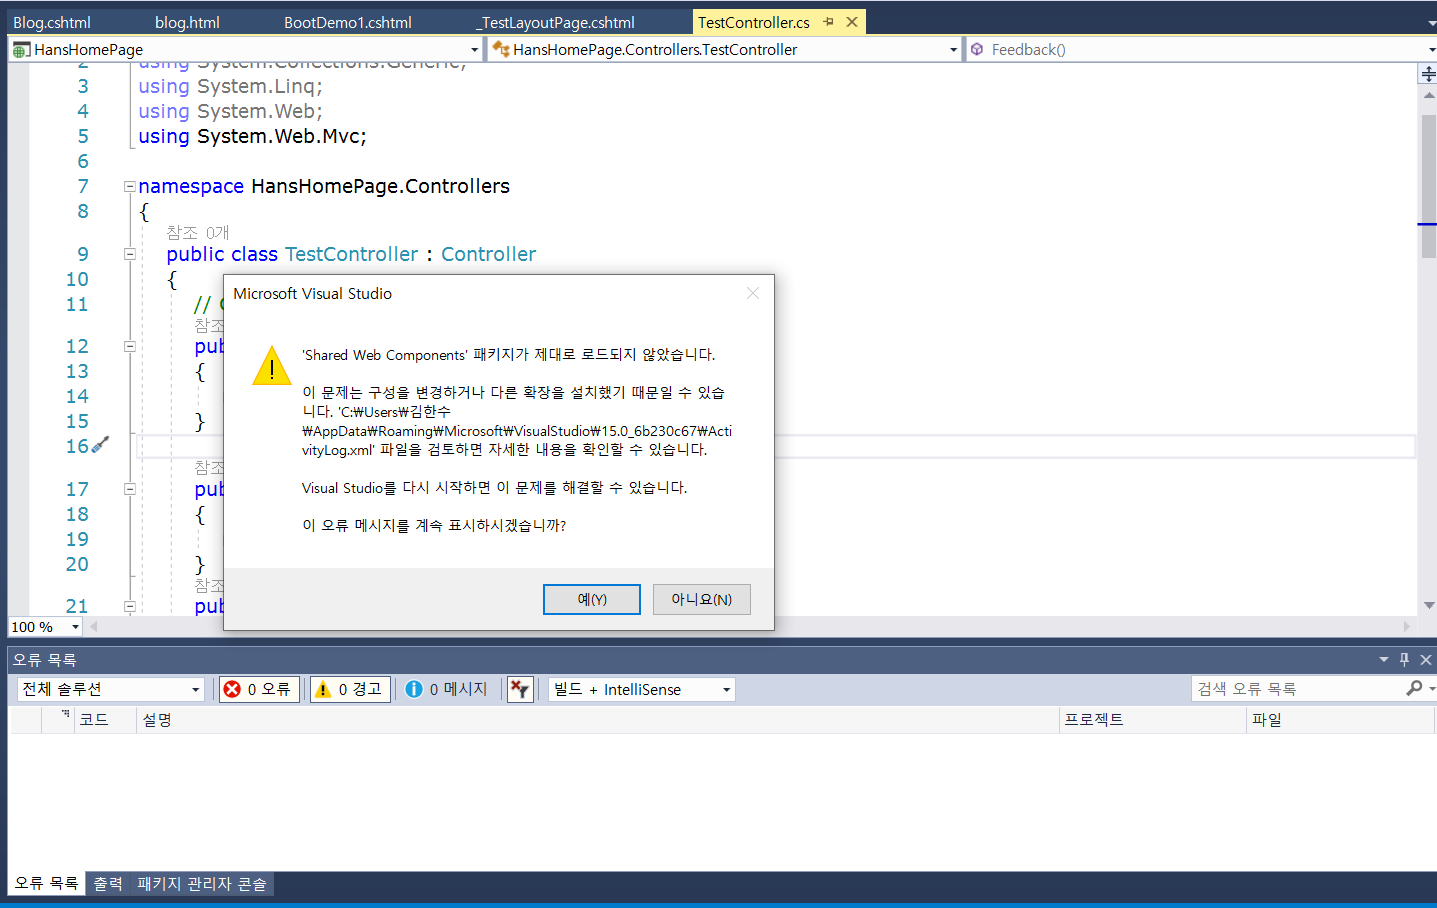 Blog.cshtml blog.html BootDemo1.cshtml _TestLayoutPage.cshtml TestController.cs
HansHomePage HansHomePage.Controllers.TestController Feedback()
2 using System.Collections.Generic;
3 using System.Linq;
4 using System.Web;
5 using System.Web.Mvc;
6
7 namespace HansHomePage.Controllers
8 {
참조 0개
9 public class TestController : Controller
10 {
11 //
참조
12 pub
13 {
14
15 }
16
참조
17 pub
18 {
19
20 }
참조
21 pub
Microsoft Visual Studio
'Shared Web Components' 패키지가 제대로 로드되지 않았습니다.
이 문제는 구성을 변경하거나 다른 확장을 설치했기 때문일 수 있습
니다. 'C:₩Users₩김한수
₩AppData₩Roaming₩Microsoft₩VisualStudio₩15.0_6b230c67₩Acti
vityLog.xml' 파일을 검토하면 자세한 내용을 확인할 수 있습니다.
Visual Studio를 다시 시작하면 이 문제를 해결할 수 있습니다.
이 오류 메시지를 계속 표시하시겠습니까?
예(Y) 아니요(N)
100 %
오류 목록
전체 솔루션 0 오류 0 경고 0 메시지 빌드 + IntelliSense 검색 오류 목록
코드 설명 프로젝트 파일
오류 목록 출력 패키지 관리자 콘솔